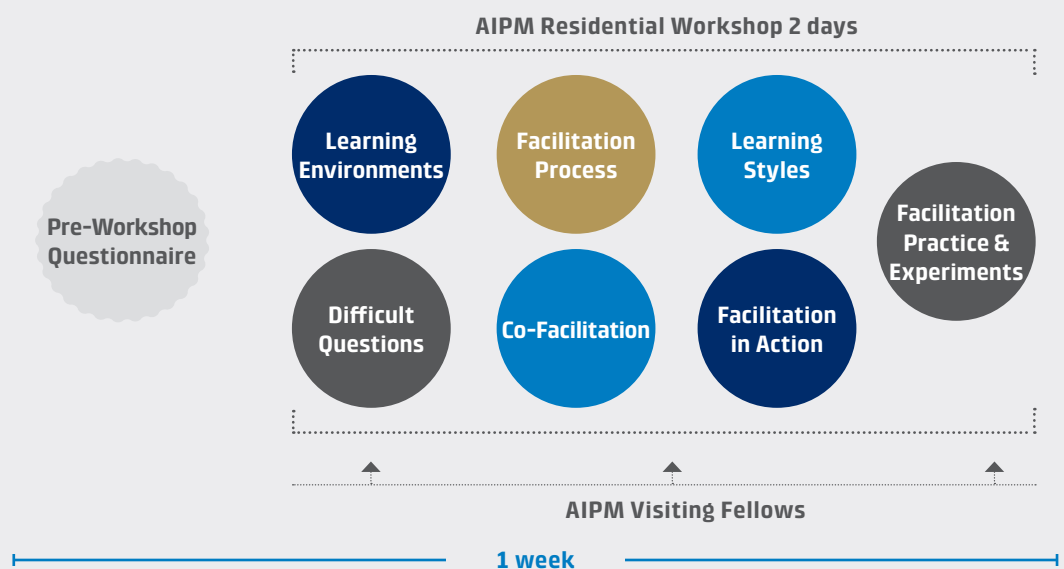 AIPM Residential Workshop 2 days
Pre-Workshop
Questionnaire
Learning
Environments
Facilitation
Process
Learning
Styles
Difficult
Questions
Co-Facilitation
Facilitation
in Action
Facilitation
Practice &
Experiments
AIPM Visiting Fellows
1 week